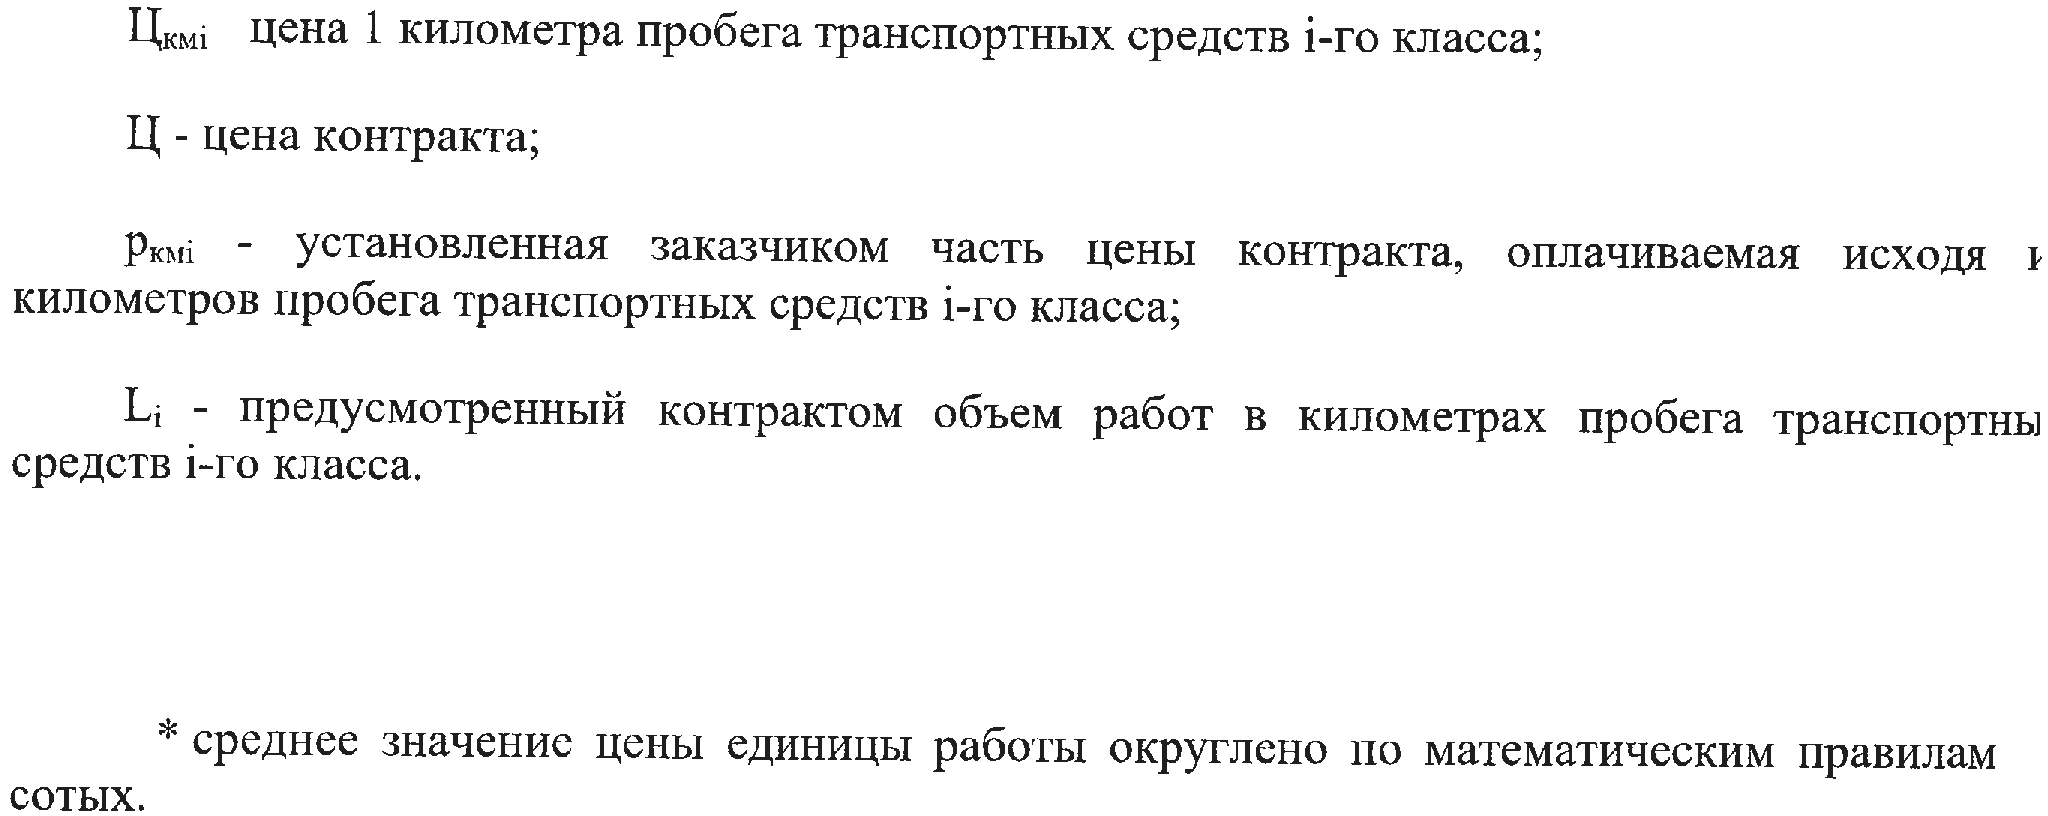 Цкмi цена 1 километра пробега транспортных средств i-го класса;
Ц - цена контракта;
ркмi - установленная заказчиком часть цены контракта, оплачиваемая исходя
километров пробега транспортных средств i-го класса;
Li - предусмотренный контрактом объем работ в километрах пробега транспортны
средств i-го класса.
* среднее значение цены единицы работы округлено по математическим правилам
сотых.